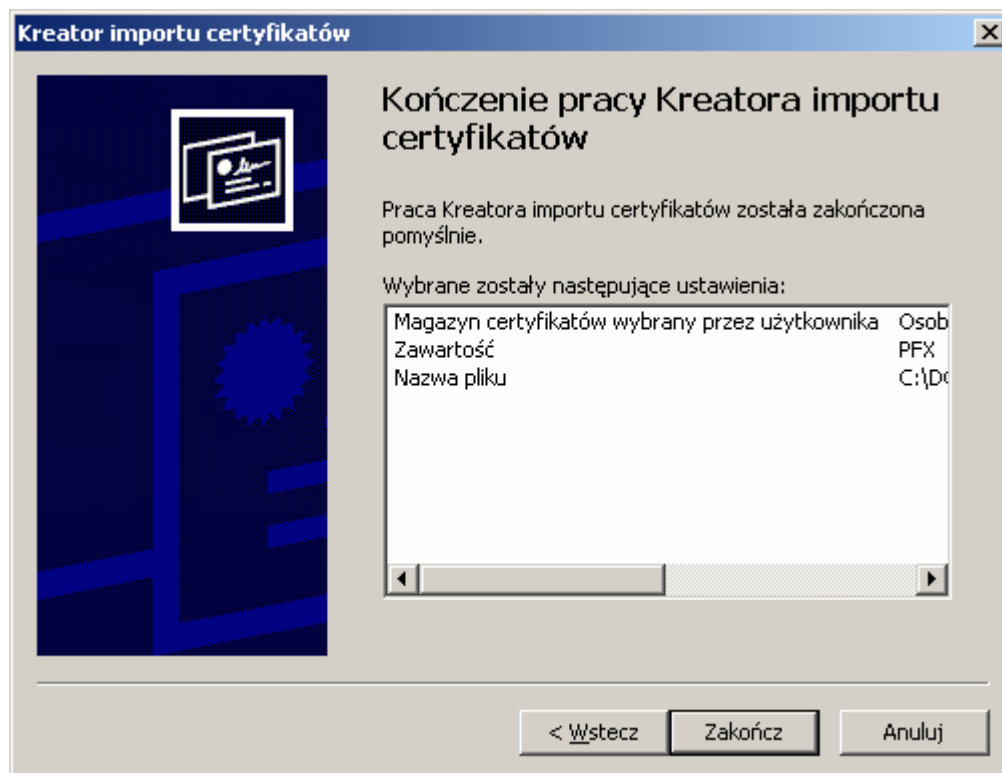 Kreator importu certyfikatów
Kończenie pracy Kreatora importu
certyfikatów
Praca Kreatora importu certyfikatów została zakończona
pomyślnie.
Wybrane zostały następujące ustawienia:
Magazyn certyfikatów wybrany przez użytkownika Osob
Zawartość PFX
Nazwa pliku C:\D
< Wstecz Zakończ Anuluj